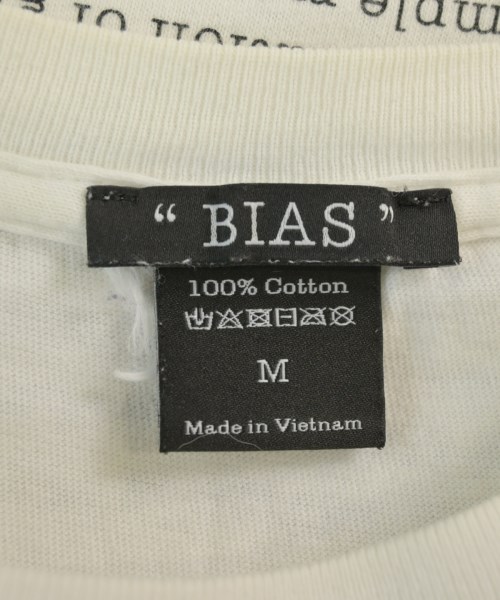 “ BIAS ”
100% Cotton
M
Made in Vietnam